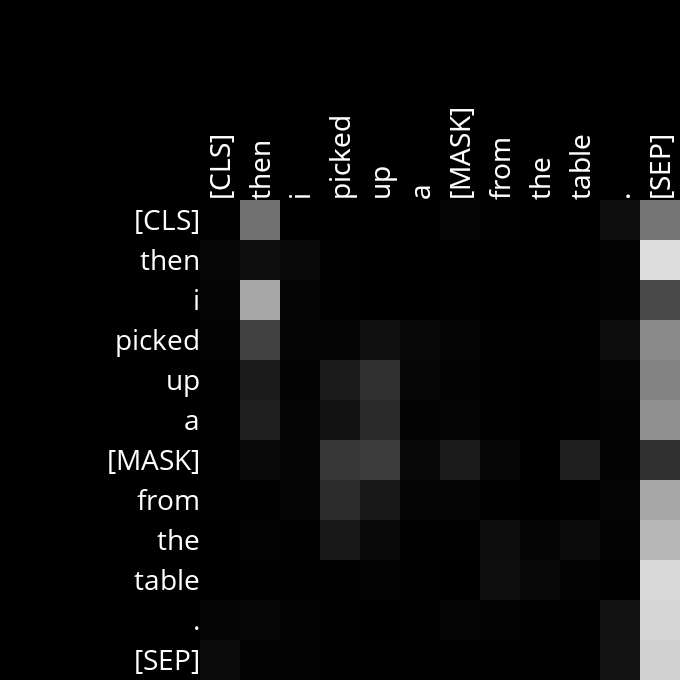 [CLS] then i picked up a [MASK] from the table . [SEP]
[CLS]
then
i
picked
up
a
[MASK]
from
the
table
.
[SEP]